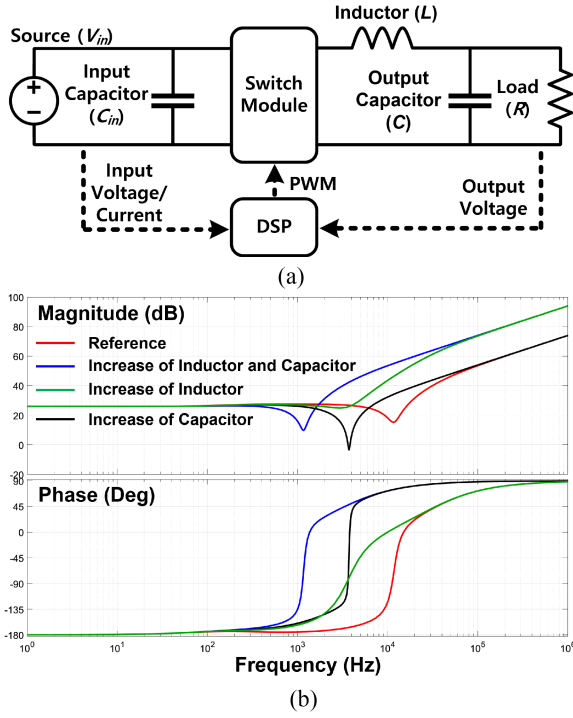 Inductor (L)
Source (Vin)
Input
Capacitor
(Cin)
Switch
Module
Output
Capacitor
(C)
Load
(R)
+
−
Input
Voltage/
Current
PWM
Output
Voltage
DSP
(a)
100
80
60
40
20
0
20
Magnitude (dB)
Reference
Increase of Inductor and Capacitor
Increase of Inductor
Increase of Capacitor
90
45
0
-45
-90
-135
-180
Phase (Deg)
10⁰ 10¹ 10² 10³ 10⁴ 10⁵ 10⁶
Frequency (Hz)
(b)